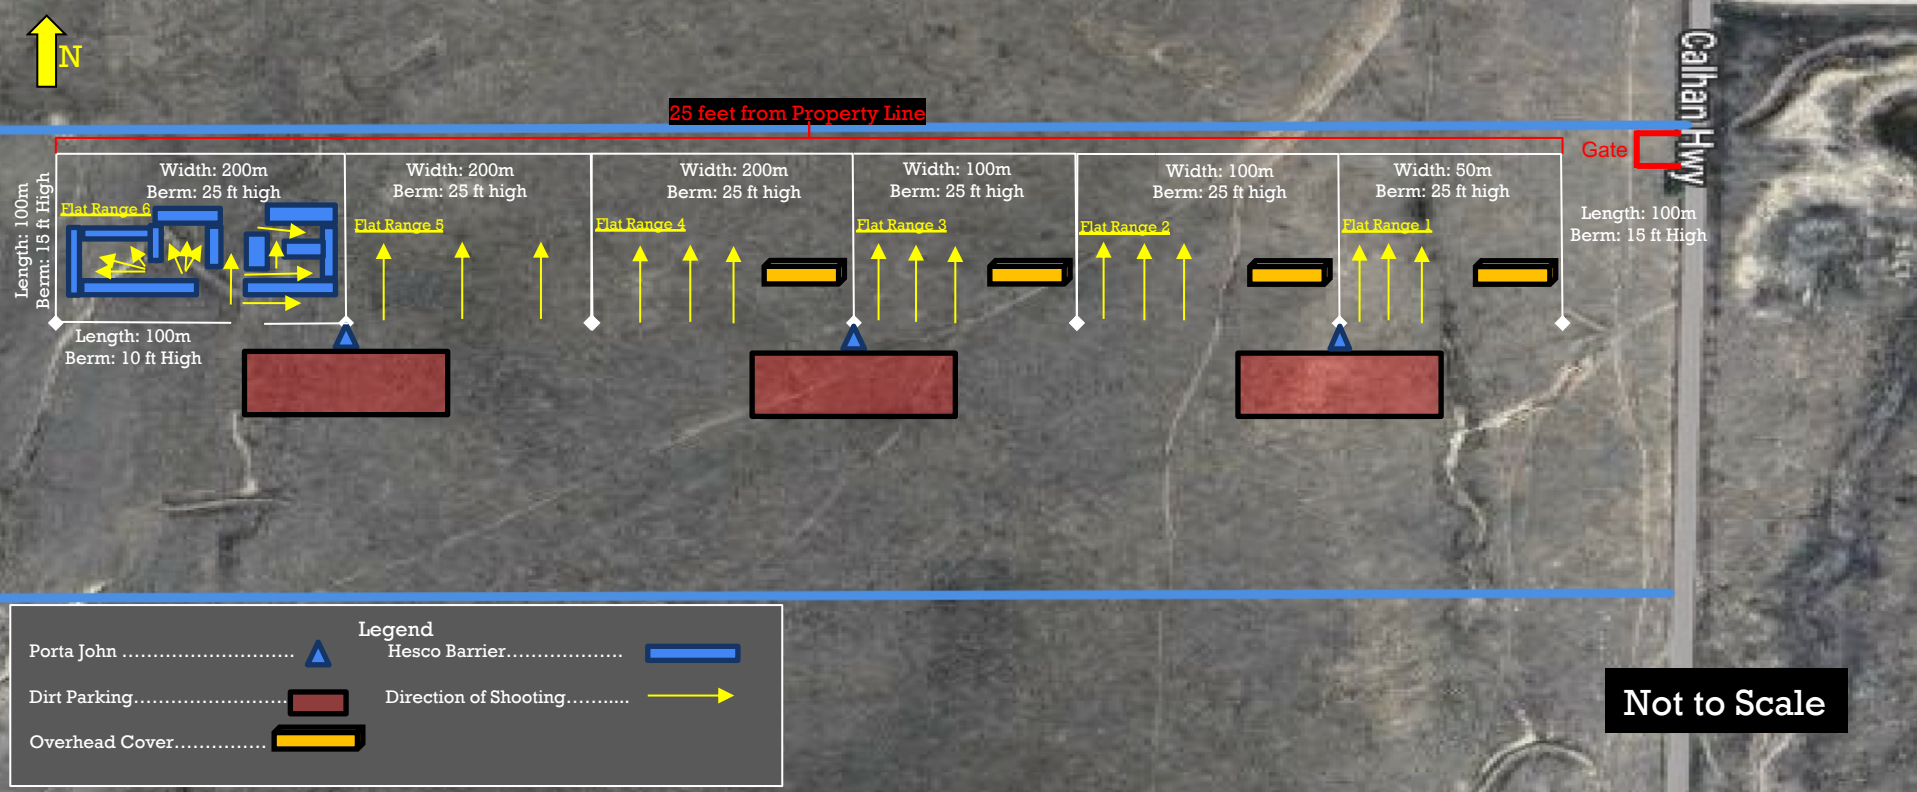 N
25 feet from Property Line
Calhan Hwy
Gate
Width: 200m
Berm: 25 ft high
Width: 200m
Berm: 25 ft high
Width: 200m
Berm: 25 ft high
Width: 100m
Berm: 25 ft high
Width: 100m
Berm: 25 ft high
Width: 50m
Berm: 25 ft high
Length: 100m
Berm: 15 ft High
Flat Range 6
Flat Range 5
Flat Range 4
Flat Range 3
Flat Range 2
Flat Range 1
Length: 100m
Berm: 15 ft High
Length: 100m
Berm: 10 ft High
Legend
Porta John ...........................
Hesco Barrier...................
Dirt Parking........................
Direction of Shooting..........
Overhead Cover...............
Not to Scale